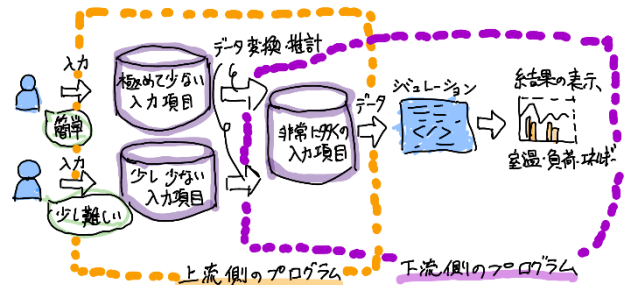 入力
簡単
極めて少ない
入力項目
データ変換・推計
入力
少し難しい
少し少ない
入力項目
非常に多くの
入力項目
データ
シミュレーション
</>
結果の表示、
室温・負荷・エネルギー
上流側のプログラム
下流側のプログラム